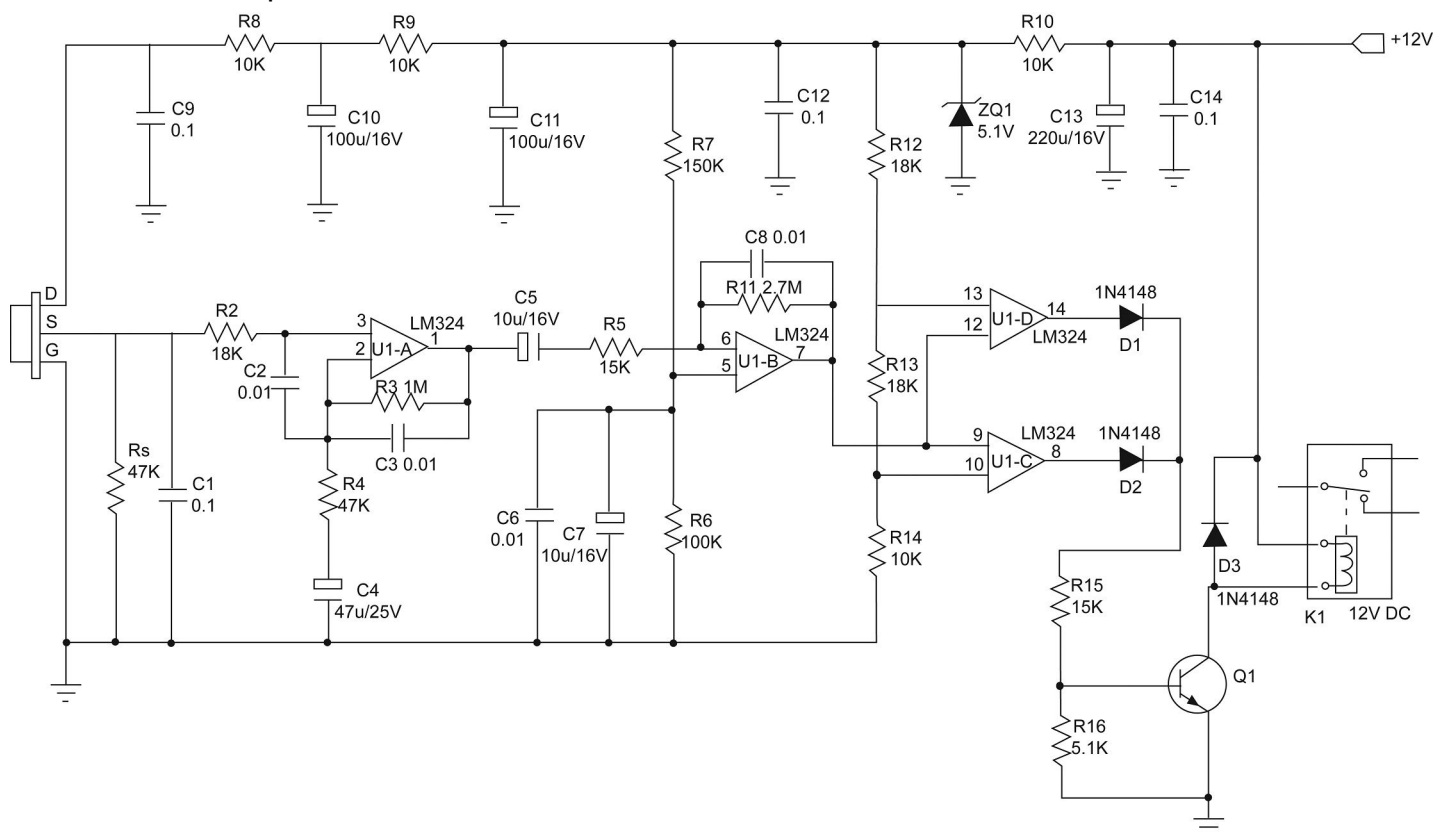 R8
10K
R9
10K
R10
10K
+12V
C9
0.1
C10
100u/16V
C11
100u/16V
R7
150K
C12
0.1
R12
18K
ZQ1
5.1V
C13
220u/16V
C14
0.1
D
S
G
R2
18K
C2
0.01
3
2
U1-A
LM324
1
R3 1M
C3 0.01
R4
47K
C4
47u/25V
Rs
47K
C1
0.1
C5
10u/16V
R5
15K
C8 0.01
R11 2.7M
6
5
U1-B
LM324
7
C6
0.01
C7
10u/16V
R6
100K
R13
18K
R14
10K
13
12
U1-D
14
LM324
1N4148
D1
9
10
U1-C
LM324
8
1N4148
D2
D3
1N4148
K1
12V DC
R15
15K
Q1
R16
5.1K